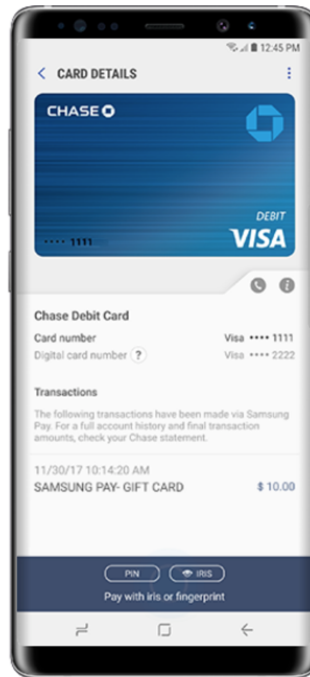 12:45 PM
CARD DETAILS
CHASE
DEBIT
•••• 1111
VISA
Chase Debit Card
Card number Visa •••• 1111
Digital card number ? Visa •••• 2222
Transactions
The following transactions have been made via Samsung
Pay. For a full account history and final transaction
amounts, check your Chase statement.
11/30/17 10:14:20 AM
SAMSUNG PAY- GIFT CARD $ 10.00
PIN IRIS
Pay with iris or fingerprint